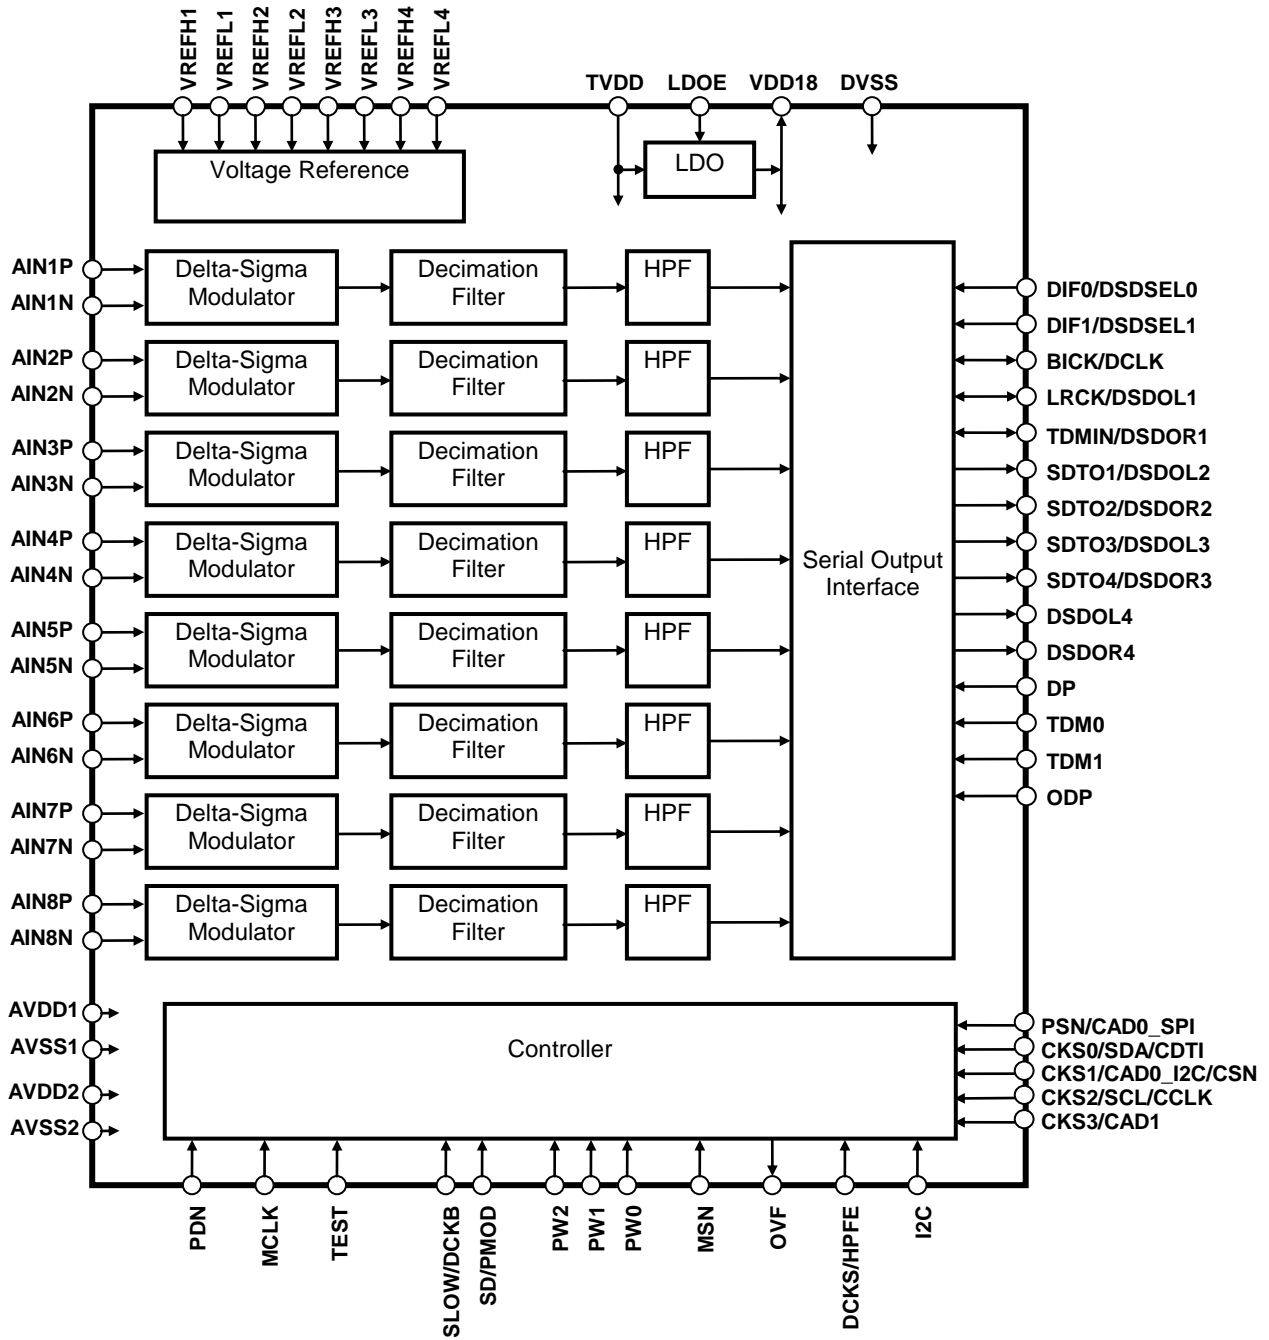 VREFH1
VREFL1
VREFH2
VREFL2
VREFH3
VREFL3
VREFH4
VREFL4
TVDD
LDOE
VDD18
DVSS
Voltage Reference
LDO
AIN1P
AIN1N
Delta-Sigma
Modulator
Decimation
Filter
HPF
AIN2P
AIN2N
Delta-Sigma
Modulator
Decimation
Filter
HPF
AIN3P
AIN3N
Delta-Sigma
Modulator
Decimation
Filter
HPF
AIN4P
AIN4N
Delta-Sigma
Modulator
Decimation
Filter
HPF
AIN5P
AIN5N
Delta-Sigma
Modulator
Decimation
Filter
HPF
AIN6P
AIN6N
Delta-Sigma
Modulator
Decimation
Filter
HPF
AIN7P
AIN7N
Delta-Sigma
Modulator
Decimation
Filter
HPF
AIN8P
AIN8N
Delta-Sigma
Modulator
Decimation
Filter
HPF
Serial Output
Interface
DIF0/DSDSEL0
DIF1/DSDSEL1
BICK/DCLK
LRCK/DSDOL1
TDMIN/DSDOR1
SDTO1/DSDOL2
SDTO2/DSDOR2
SDTO3/DSDOL3
SDTO4/DSDOR3
DSDOL4
DSDOR4
DP
TDM0
TDM1
ODP
AVDD1
AVSS1
AVDD2
AVSS2
Controller
PSN/CAD0_SPI
CKS0/SDA/CDTI
CKS1/CAD0_I2C/CSN
CKS2/SCL/CCLK
CKS3/CAD1
PDN
MCLK
TEST
SLOW/DCKB
SD/PMOD
PW2
PW1
PW0
MSN
OVF
DCKS/HPFE
I2C